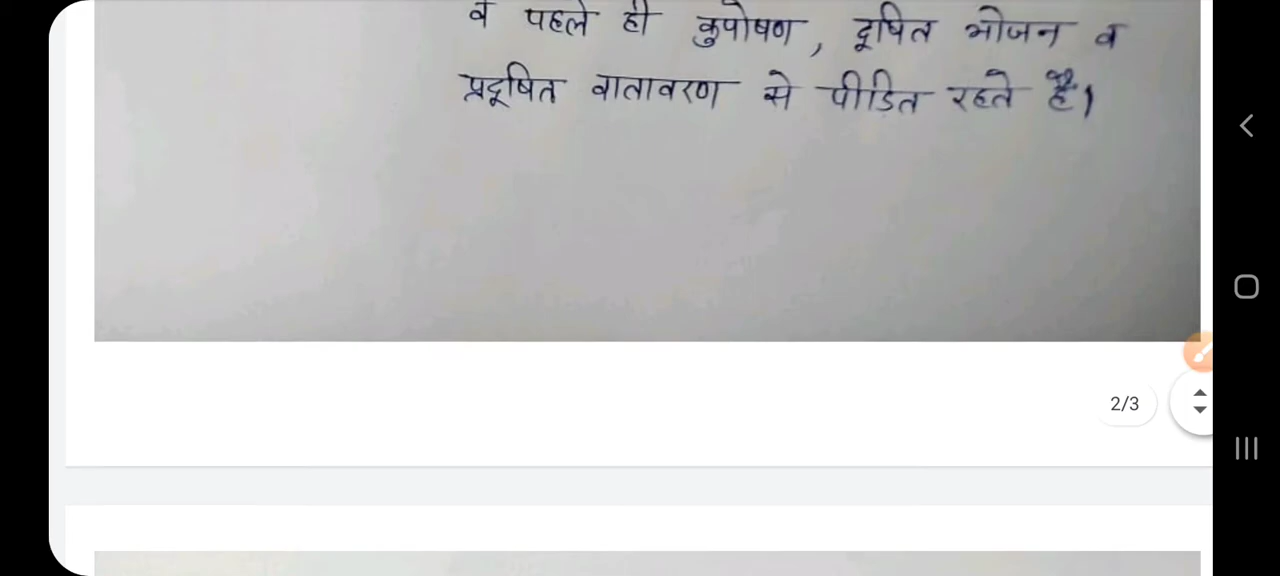 व पहले ही कुपोषण, दूषित भोजन व
प्रदूषित वातावरण से पीडित रहते है।
2/3